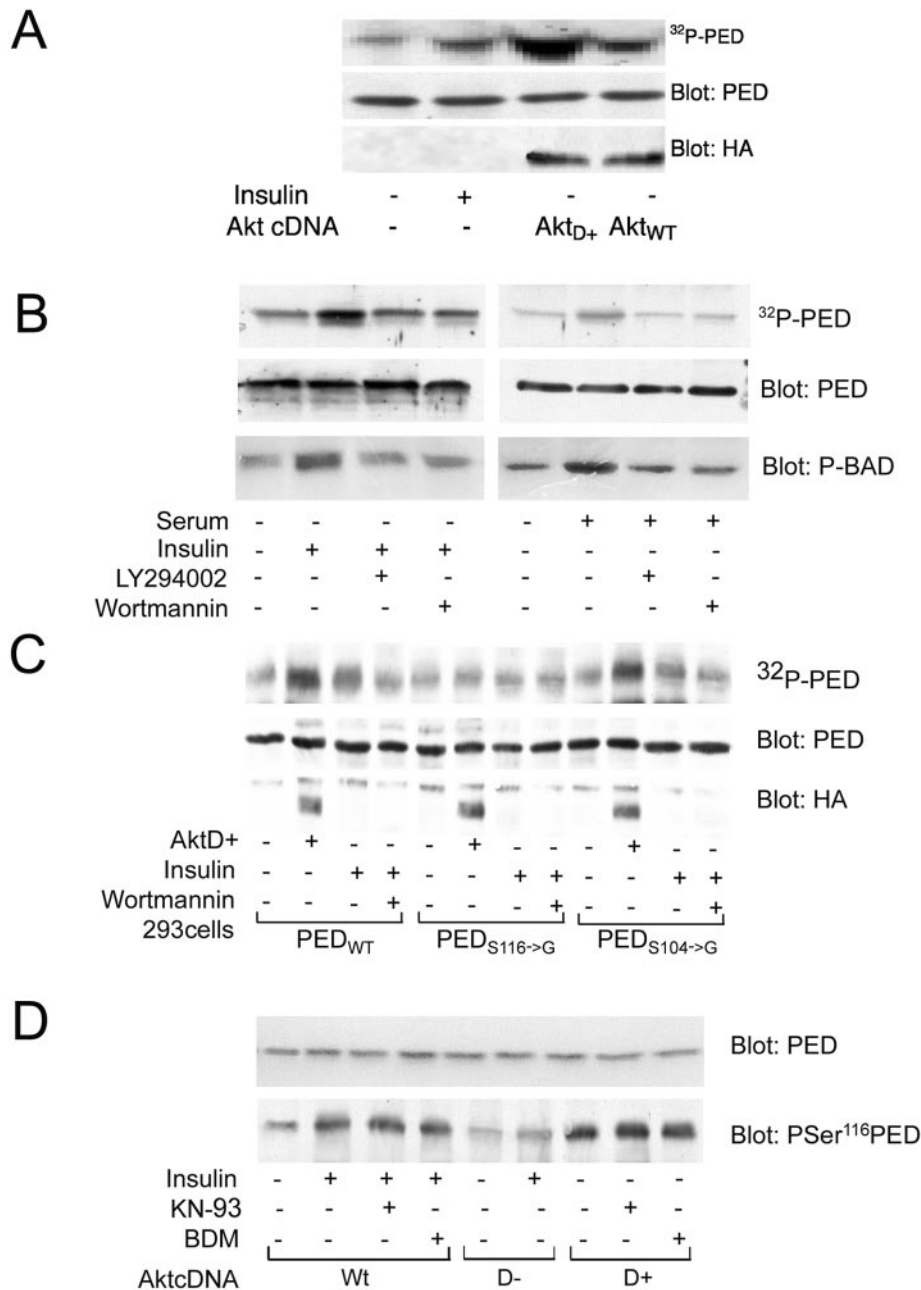 A
³²P-PED
Blot: PED
Blot: HA
Insulin - + - -
Akt cDNA - - AktD+ AktWT
B
³²P-PED
Blot: PED
Blot: P-BAD
Serum - - - - - + + +
Insulin - + + + - - - -
LY294002 - - + - - - + -
Wortmannin - - - + - - - +
C
³²P-PED
Blot: PED
Blot: HA
AktD+ - + - - - + - - - + - -
Insulin - - + + - - + + - - + +
Wortmannin - - - + - - - + - - - +
293cells PEDWT PEDS116->G PEDS104->G
D
Blot: PED
Blot: PSer¹¹⁶PED
Insulin - + + + - + - - -
KN-93 - - + - - - - + -
BDM - - - + - - - - +
AktcDNA Wt D- D+